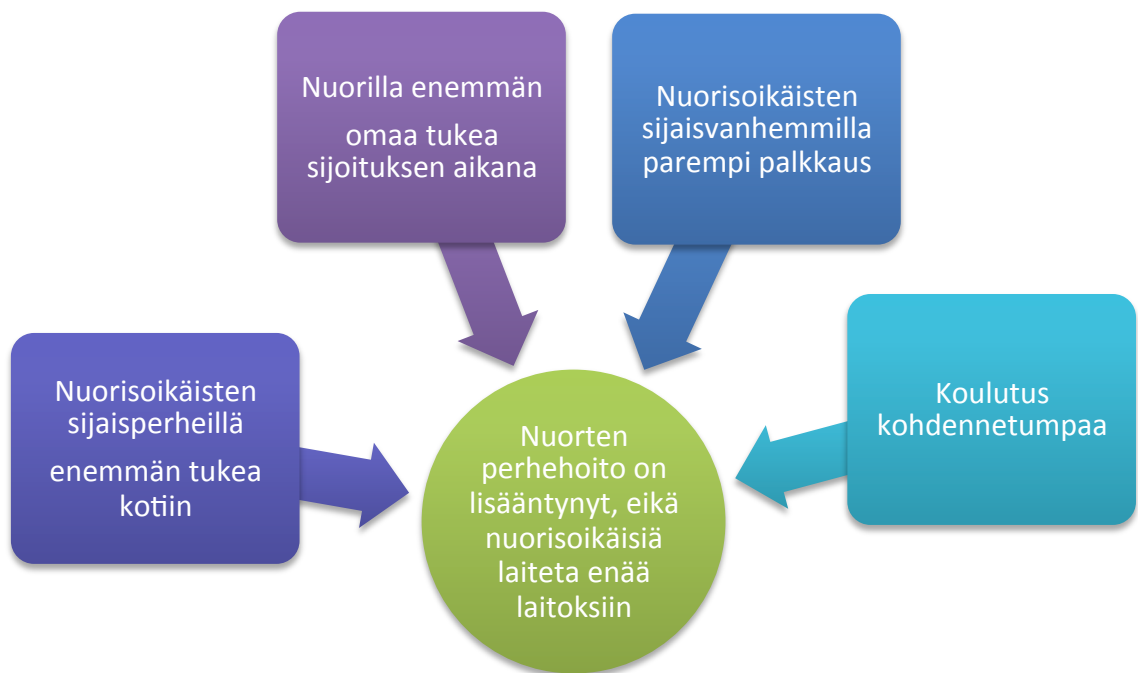 Nuorilla enemmän
omaa tukea
sijoituksen aikana
Nuorisoikäisten
sijaisvanhemmilla
parempi palkkaus
Nuorisoikäisten
sijaisperheillä
enemmän tukea
kotiin
Koulutus
kohdennetumpaa
Nuorten
perhehoito on
lisääntynyt, eikä
nuorisoikäisiä
laiteta enää
laitoksiin